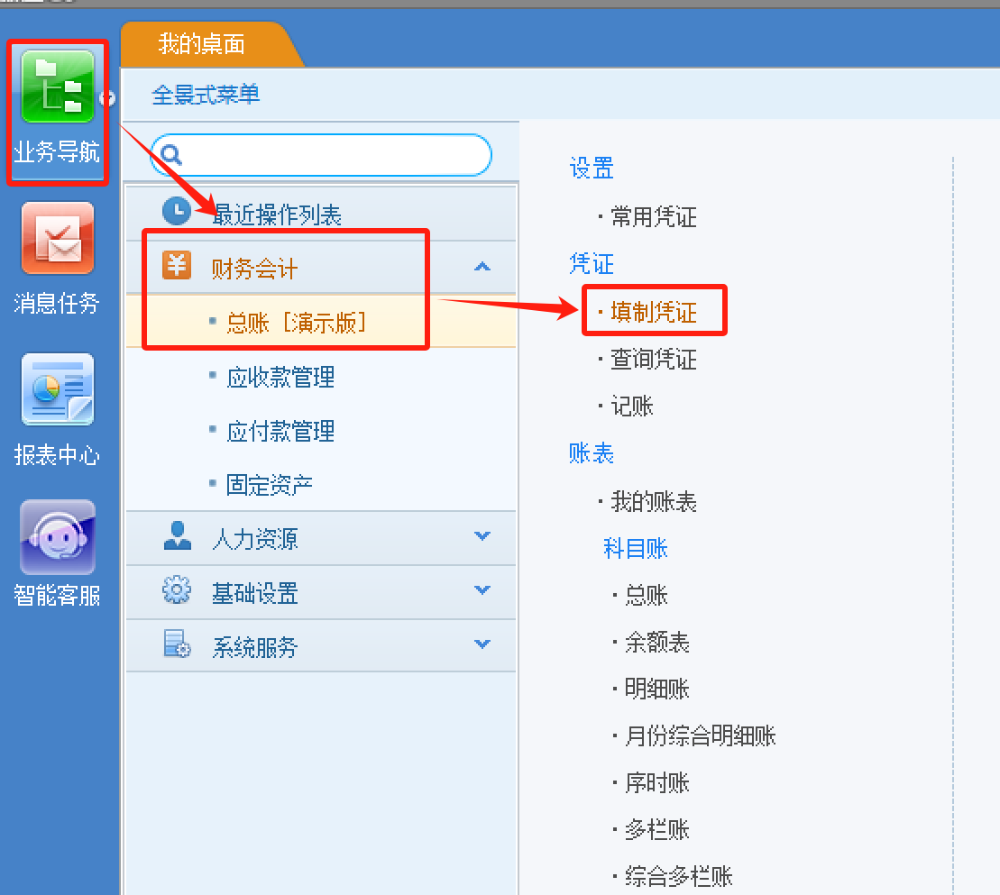 我的桌面
业务导航
消息任务
报表中心
智能客服
全景式菜单
最近操作列表
财务会计
总账 [演示版]
应收款管理
应付款管理
固定资产
人力资源
基础设置
系统服务
设置
·常用凭证
凭证
·填制凭证
·查询凭证
·记账
账表
·我的账表
科目账
·总账
·余额表
·明细账
·月份综合明细账
·序时账
·多栏账
·综合多栏账